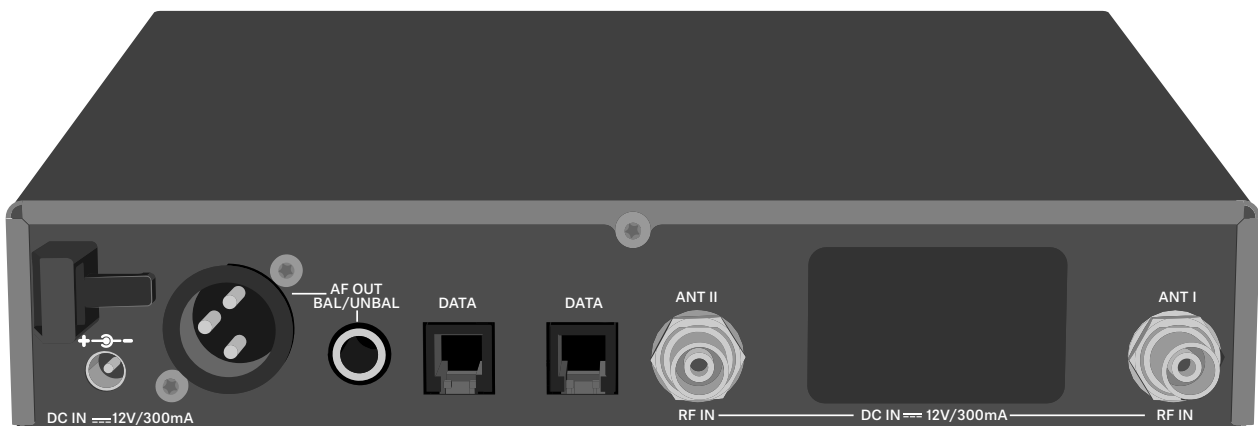 AF OUT
BAL/UNBAL
DATA
DATA
ANT II
ANT I
+ -
DC IN ⎓ 12V/300mA
RF IN
DC IN ⎓ 12V/300mA
RF IN